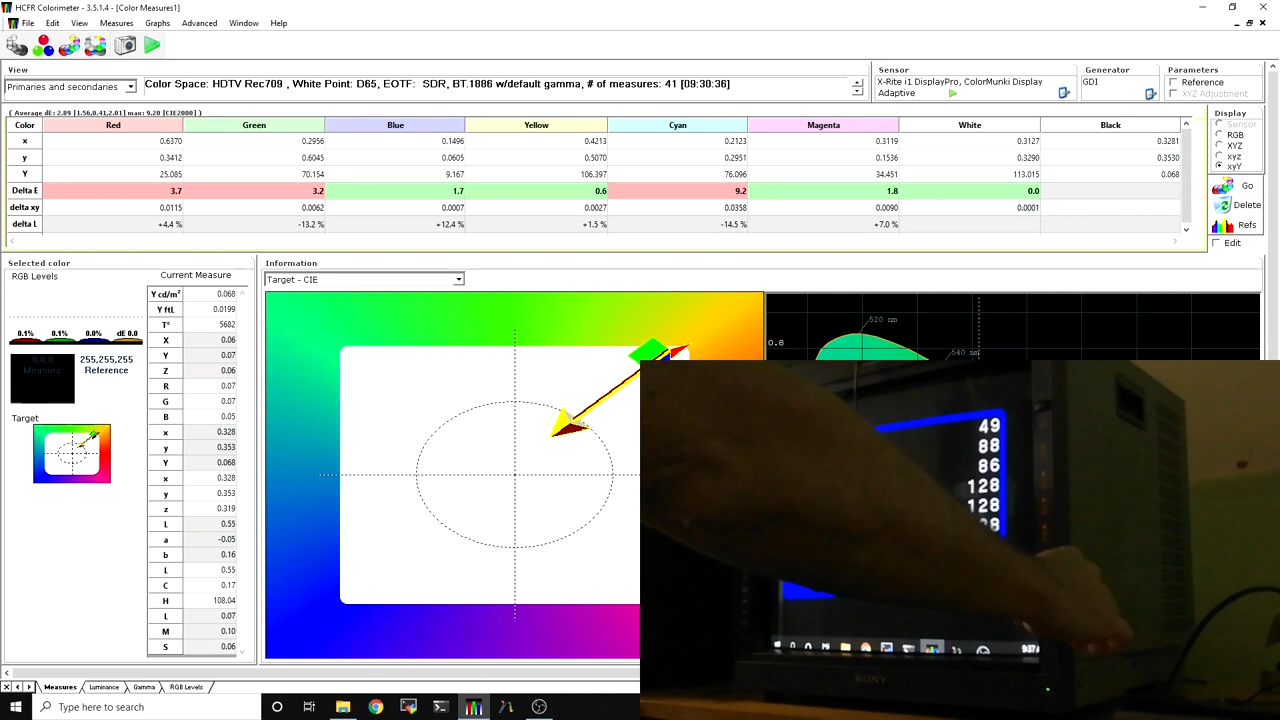 HCFR Colorimeter - 3.5.1.4 - [Color Measures1]
File Edit View Measures Graphs Advanced Window Help
View
Primaries and secondaries
Color Space: HDTV Rec709 , White Point: D65, EOTF:  SDR, BT.1886 w/default gamma, # of measures: 41 [09:30:36]
Sensor
X-Rite i1 DisplayPro, ColorMunki Display
Adaptive
Generator
GDI
Parameters
Reference
XYZ Adjustment
( Average dE: 2.89 [1.56,0.41,2.01] max: 9.20 [CIE2000] )
Color Red Green Blue Yellow Cyan Magenta White Black
x 0.6370 0.2956 0.1496 0.4213 0.2123 0.3119 0.3127 0.3281
y 0.3412 0.6045 0.0605 0.5070 0.2951 0.1536 0.3290 0.3530
Y 25.085 70.154 9.167 106.397 76.096 34.451 113.015 0.068
Delta E 3.7 3.2 1.7 0.6 9.2 1.8 0.0
delta xy 0.0115 0.0062 0.0007 0.0027 0.0358 0.0090 0.0001
delta L +4.4 % -13.2 % +12.4 % +1.5 % -14.5 % +7.0 %
Display
Sensor
RGB
XYZ
xyz
xyY
Go
Delete
Refs
Edit
Selected color
RGB Levels
0.1% 0.1% 0.0% dE 0.0
0,0,0
Measure
255,255,255
Reference
Target
Current Measure
Y cd/m² 0.068
Y ftL 0.0199
T° 5682
X 0.06
Y 0.07
Z 0.06
R 0.07
G 0.07
B 0.05
x 0.328
y 0.353
Y 0.068
x 0.328
y 0.353
z 0.319
L 0.55
a -0.05
b 0.16
L 0.55
C 0.17
H 108.04
L 0.07
M 0.10
S 0.06
Information
Target - CIE
520 nm
540 nm
0.8
49
88
86
128
128
SONY
Measures Luminance Gamma RGB Levels
Type here to search